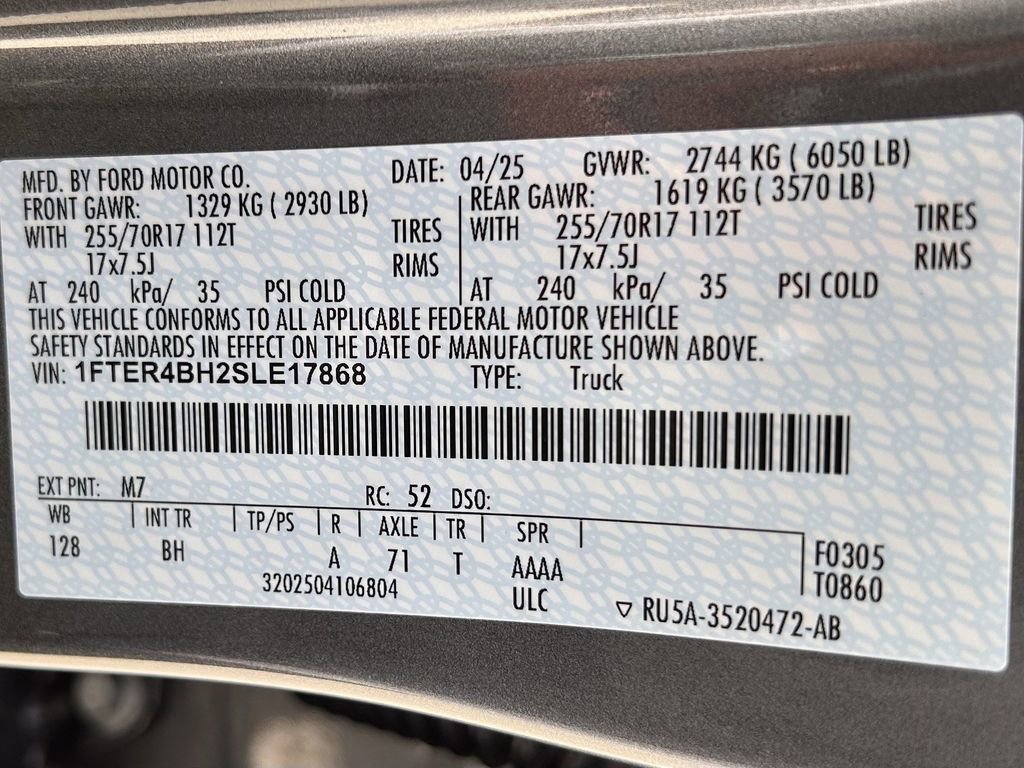 MFD. BY FORD MOTOR CO. DATE: 04/25 GVWR: 2744 KG ( 6050 LB)
FRONT GAWR: 1329 KG ( 2930 LB) REAR GAWR: 1619 KG ( 3570 LB)
WITH 255/70R17 112T TIRES WITH 255/70R17 112T TIRES
17x7.5J RIMS 17x7.5J RIMS
AT 240 kPa/ 35 PSI COLD AT 240 kPa/ 35 PSI COLD
THIS VEHICLE CONFORMS TO ALL APPLICABLE FEDERAL MOTOR VEHICLE
SAFETY STANDARDS IN EFFECT ON THE DATE OF MANUFACTURE SHOWN ABOVE.
VIN: 1FTER4BH2SLE17868 TYPE: Truck
EXT PNT: M7 RC: 52 DSO:
WB INT TR TP/PS R AXLE TR SPR
128 BH A 71 T AAAA F0305
3202504106804 ULC T0860
▽ RU5A-3520472-AB